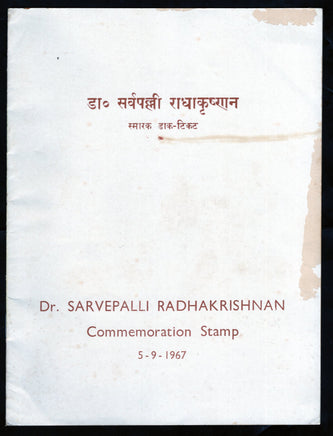 डा० सर्वपल्ली राधाकृष्णन
स्मारक डाक-टिकट
Dr. SARVEPALLI RADHAKRISHNAN
Commemoration Stamp
5-9-1967